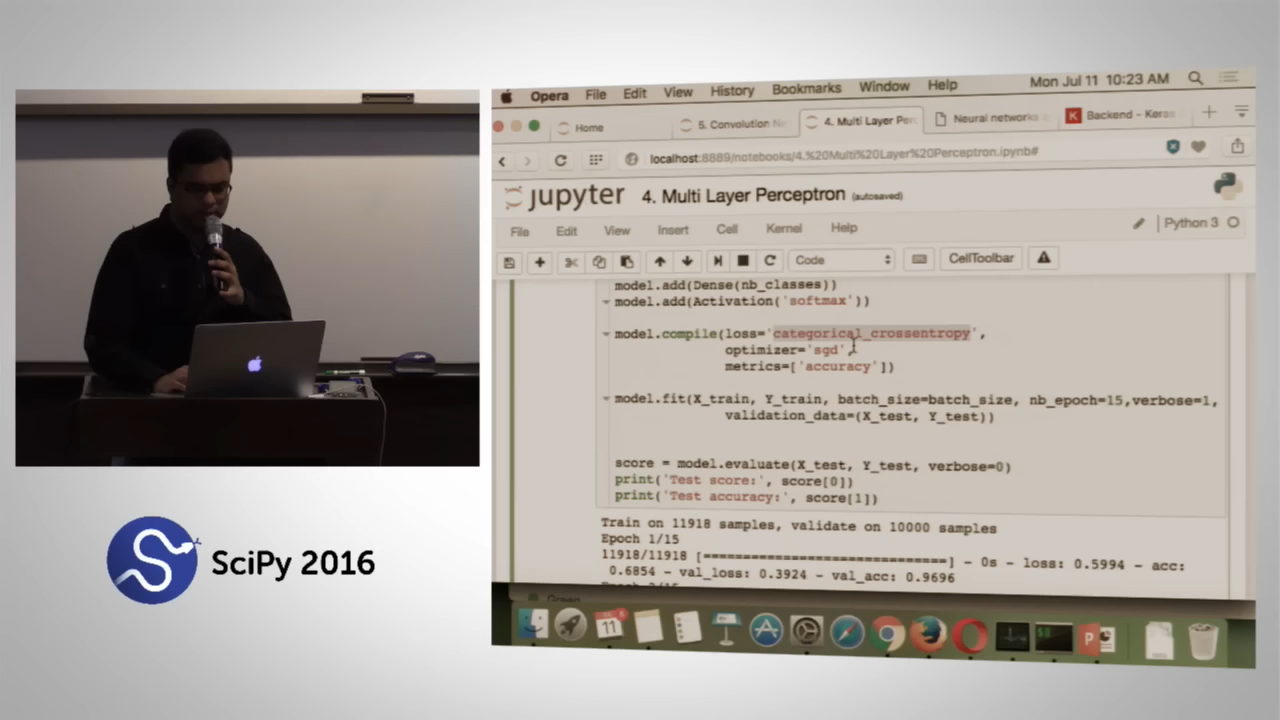 Opera File Edit View History Bookmarks Window Help Mon Jul 11 10:23 AM
Home 5. Convolution Ne 4. Multi Layer Perc Neural networks a Backend - Keras
localhost:8889/notebooks/4.%20Multi%20Layer%20Perceptron.ipynb#
jupyter 4. Multi Layer Perceptron (autosaved)
File Edit View Insert Cell Kernel Help Python 3
Code CellToolbar
model.add(Dense(nb_classes))
model.add(Activation('softmax'))
model.compile(loss='categorical_crossentropy',
optimizer='sgd',
metrics=['accuracy'])
model.fit(X_train, Y_train, batch_size=batch_size, nb_epoch=15,verbose=1,
validation_data=(X_test, Y_test))
score = model.evaluate(X_test, Y_test, verbose=0)
print('Test score:', score[0])
print('Test accuracy:', score[1])
Train on 11918 samples, validate on 10000 samples
Epoch 1/15
11918/11918 [==============================] - 0s - loss: 0.5994 - acc:
0.6854 - val_loss: 0.3924 - val_acc: 0.9696
Green
11
SciPy 2016